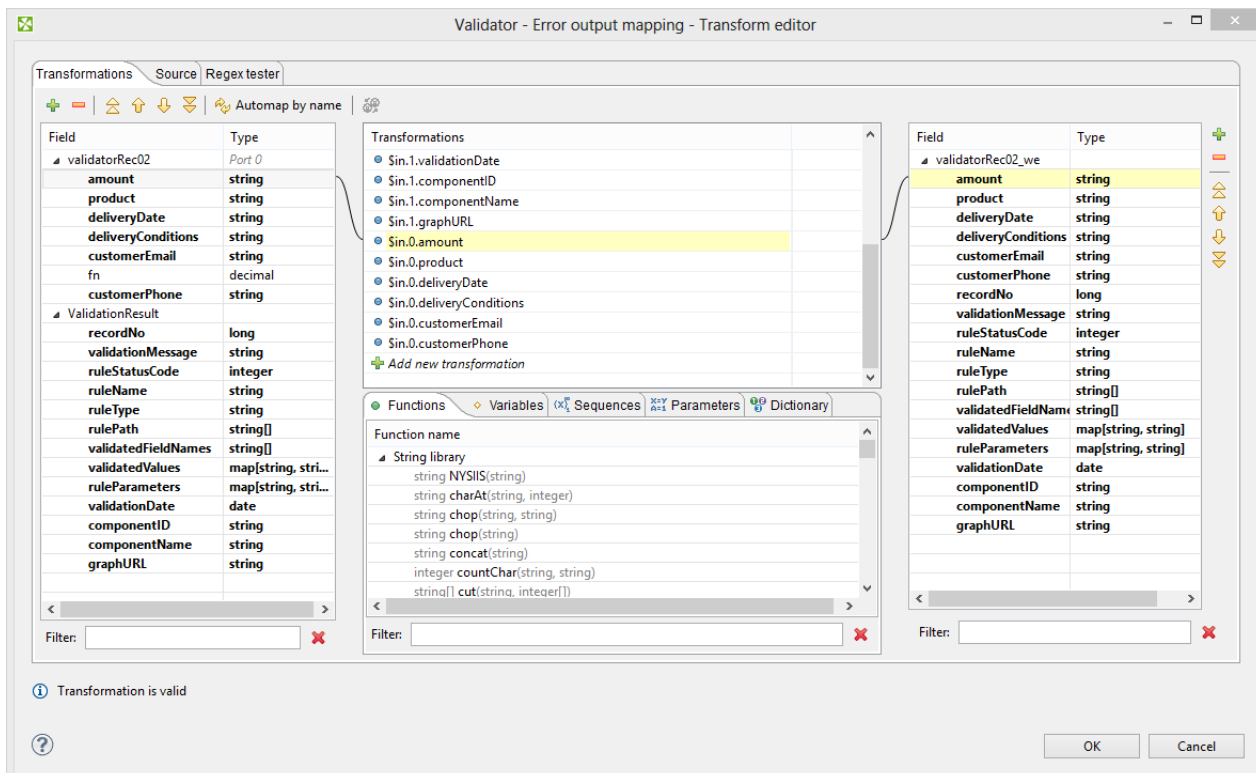 Validator - Error output mapping - Transform editor
Transformations Source Regex tester
Automap by name
Field Type
validatorRec02 Port 0
amount string
product string
deliveryDate string
deliveryConditions string
customerEmail string
fn decimal
customerPhone string
ValidationResult
recordNo long
validationMessage string
ruleStatusCode integer
ruleName string
ruleType string
rulePath string[]
validatedFieldNames string[]
validatedValues map[string, stri...
ruleParameters map[string, stri...
validationDate date
componentID string
componentName string
graphURL string
Filter:
Transformations
$in.1.validationDate
$in.1.componentID
$in.1.componentName
$in.1.graphURL
$in.0.amount
$in.0.product
$in.0.deliveryDate
$in.0.deliveryConditions
$in.0.customerEmail
$in.0.customerPhone
Add new transformation
Functions Variables Sequences Parameters Dictionary
Function name
String library
string NYSIIS(string)
string charAt(string, integer)
string chop(string, string)
string chop(string)
string concat(string)
integer countChar(string, string)
string[] cut(string, integer[])
Filter:
Field Type
validatorRec02_we
amount string
product string
deliveryDate string
deliveryConditions string
customerEmail string
customerPhone string
recordNo long
validationMessage string
ruleStatusCode integer
ruleName string
ruleType string
rulePath string[]
validatedFieldName string[]
validatedValues map[string, string]
ruleParameters map[string, string]
validationDate date
componentID string
componentName string
graphURL string
Filter:
Transformation is valid
OK Cancel